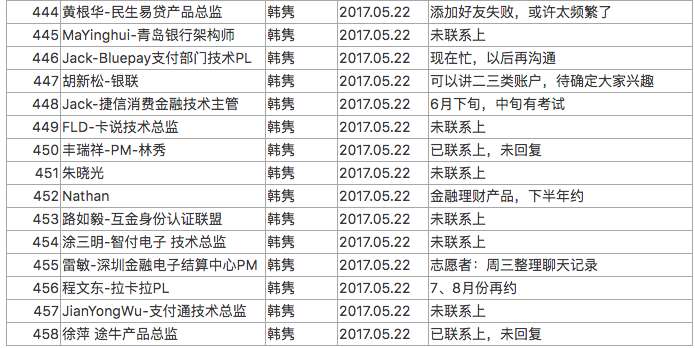 444 黄根华-民生易贷产品总监 韩隽 2017.05.22 添加好友失败，或许太频繁了
445 MaYinghui-青岛银行架构师 韩隽 2017.05.22 未联系上
446 Jack-Bluepay支付部门技术PL 韩隽 2017.05.22 现在忙，以后再沟通
447 胡新松-银联 韩隽 2017.05.22 可以讲二三类账户，待确定大家兴趣
448 Jack-捷信消费金融技术主管 韩隽 2017.05.22 6月下旬，中旬有考试
449 FLD-卡说技术总监 韩隽 2017.05.22 未联系上
450 丰瑞祥-PM-林秀 韩隽 2017.05.22 已联系上，未回复
451 朱晓光 韩隽 2017.05.22 未联系上
452 Nathan 韩隽 2017.05.22 金融理财产品，下半年约
453 路如毅-互金身份认证联盟 韩隽 2017.05.22 未联系上
454 涂三明-智付电子 技术总监 韩隽 2017.05.22 未联系上
455 雷敏-深圳金融电子结算中心PM 韩隽 2017.05.22 志愿者：周三整理聊天记录
456 程文东-拉卡拉PL 韩隽 2017.05.22 7、8月份再约
457 JianYongWu-支付通技术总监 韩隽 2017.05.22 未联系上
458 徐萍 途牛产品总监 韩隽 2017.05.22 已联系上，未回复